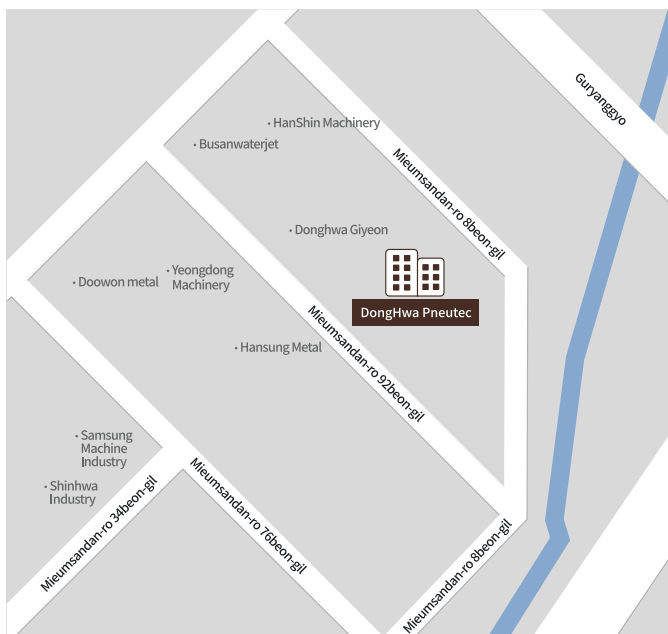 Guryanggyo
· HanShin Machinery
· Busanwaterjet
Mieumsandan-ro 8beon-gil
· Donghwa Giyeon
· Yeongdong
Machinery
· Doowon metal
DongHwa Pneutec
Mieumsandan-ro 92beon-gil
· Hansung Metal
· Samsung
Machine
Industry
· Shinhwa
Industry
Mieumsandan-ro 34beon-gil
Mieumsandan-ro 76beon-gil
Mieumsandan-ro 8beon-gil